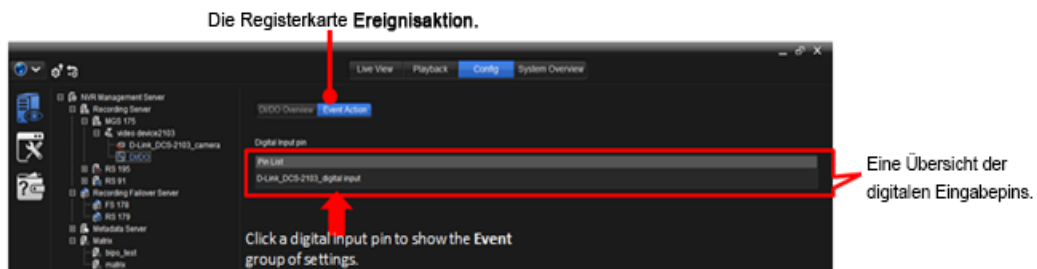 Die Registerkarte Ereignisaktion.
Live View Playback Config System Overview
NVR Management Server
Recording Server
MGS 175
video device2103
D-Link_DCS-2103_camera
DI/DO
RS 195
RS 91
Recording Failover Server
FS 178
RS 179
Metadata Server
Matrix
bipo_test
matrix
DI/DO Overview Event Action
Digital Input pin
Pin List
D-Link_DCS-2103_digital input
Click a digital input pin to show the Event
group of settings.
Eine Übersicht der
digitalen Eingabepins.